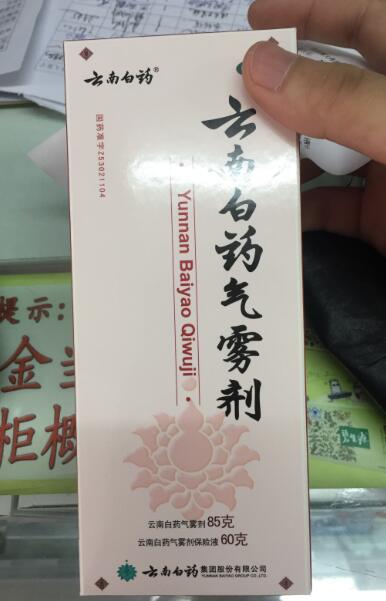 云南白药®
国药准字Z53021104
云南白药气雾剂
Yunnan Baiyao Qiwuji
云南白药气雾剂85克
云南白药气雾剂保险液60克
云南白药集团股份有限公司
YUNNAN BAIYAO GROUP CO.,LTD.
提示:
金
柜概